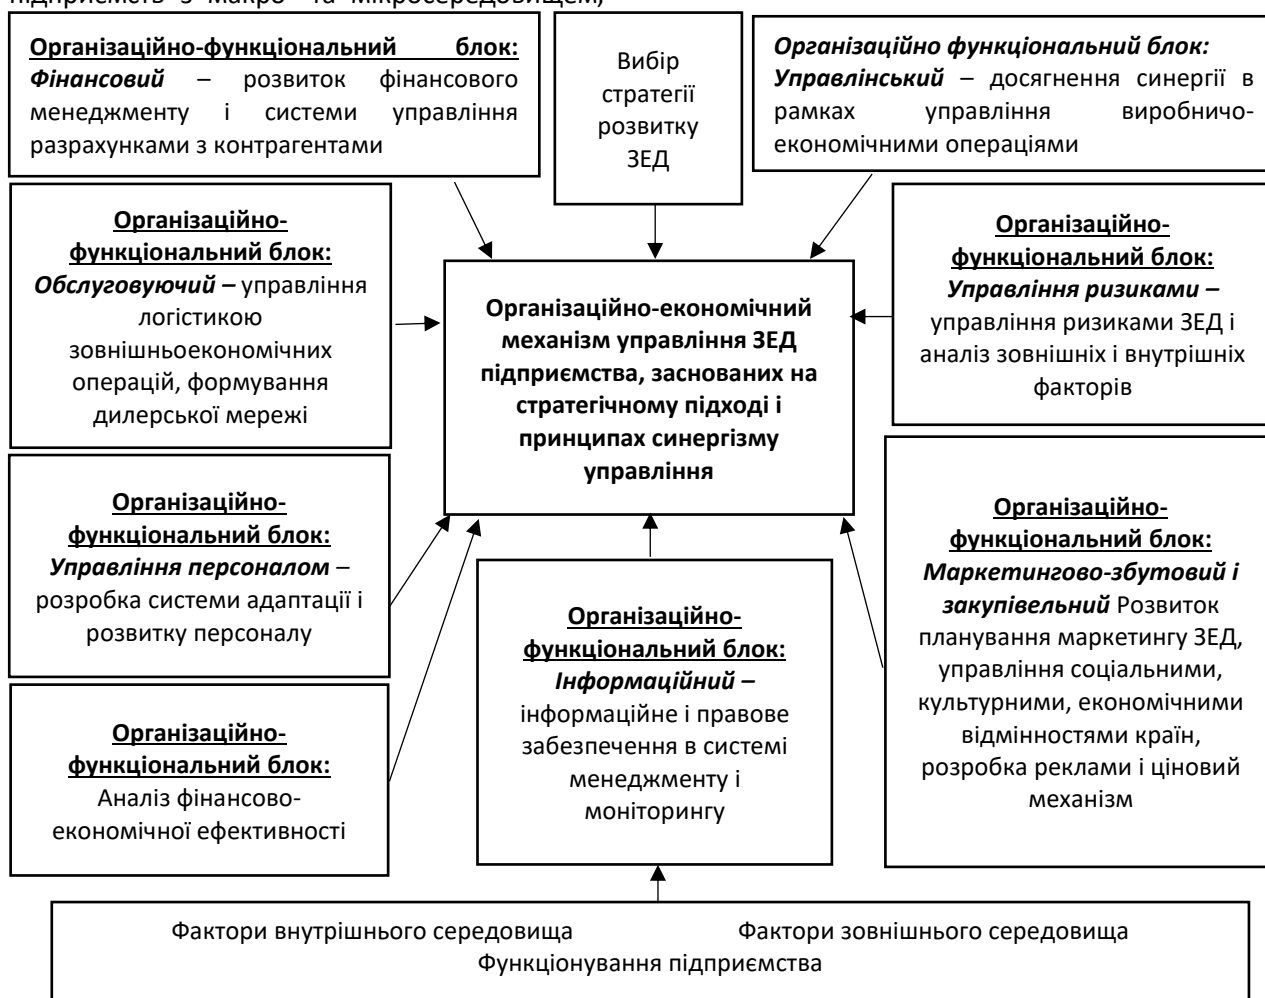 підприємств з макро- та мікросередовищем,
Організаційно-функціональний блок:
Фінансовий – розвиток фінансового
менеджменту і системи управління
разрахунками з контрагентами
Вибір
стратегії
розвитку
ЗЕД
Організаційно функціональний блок:
Управлінський – досягнення синергії в
рамках управління виробничо-
економічними операціями
Організаційно-
функціональний блок:
Обслуговуючий – управління
логістикою
зовнішньоекономічних
операцій, формування
дилерської мережі
Організаційно-економічний
механізм управління ЗЕД
підприємства, заснованих на
стратегічному підході і
принципах синергізму
управління
Організаційно-
функціональний блок:
Управління ризиками –
управління ризиками ЗЕД і
аналіз зовнішніх і внутрішніх
факторів
Організаційно-
функціональний блок:
Управління персоналом –
розробка системи адаптації і
розвитку персоналу
Організаційно-
функціональний блок:
Інформаційний –
інформаційне і правове
забезпечення в системі
менеджменту і
моніторингу
Організаційно-
функціональний блок:
Маркетингово-збутовий і
закупівельний Розвиток
планування маркетингу ЗЕД,
управління соціальними,
культурними, економічними
відмінностями країн,
розробка реклами і ціновий
механізм
Організаційно-
функціональний блок:
Аналіз фінансово-
економічної ефективності
Фактори внутрішнього середовища Фактори зовнішнього середовища
Функціонування підприємства